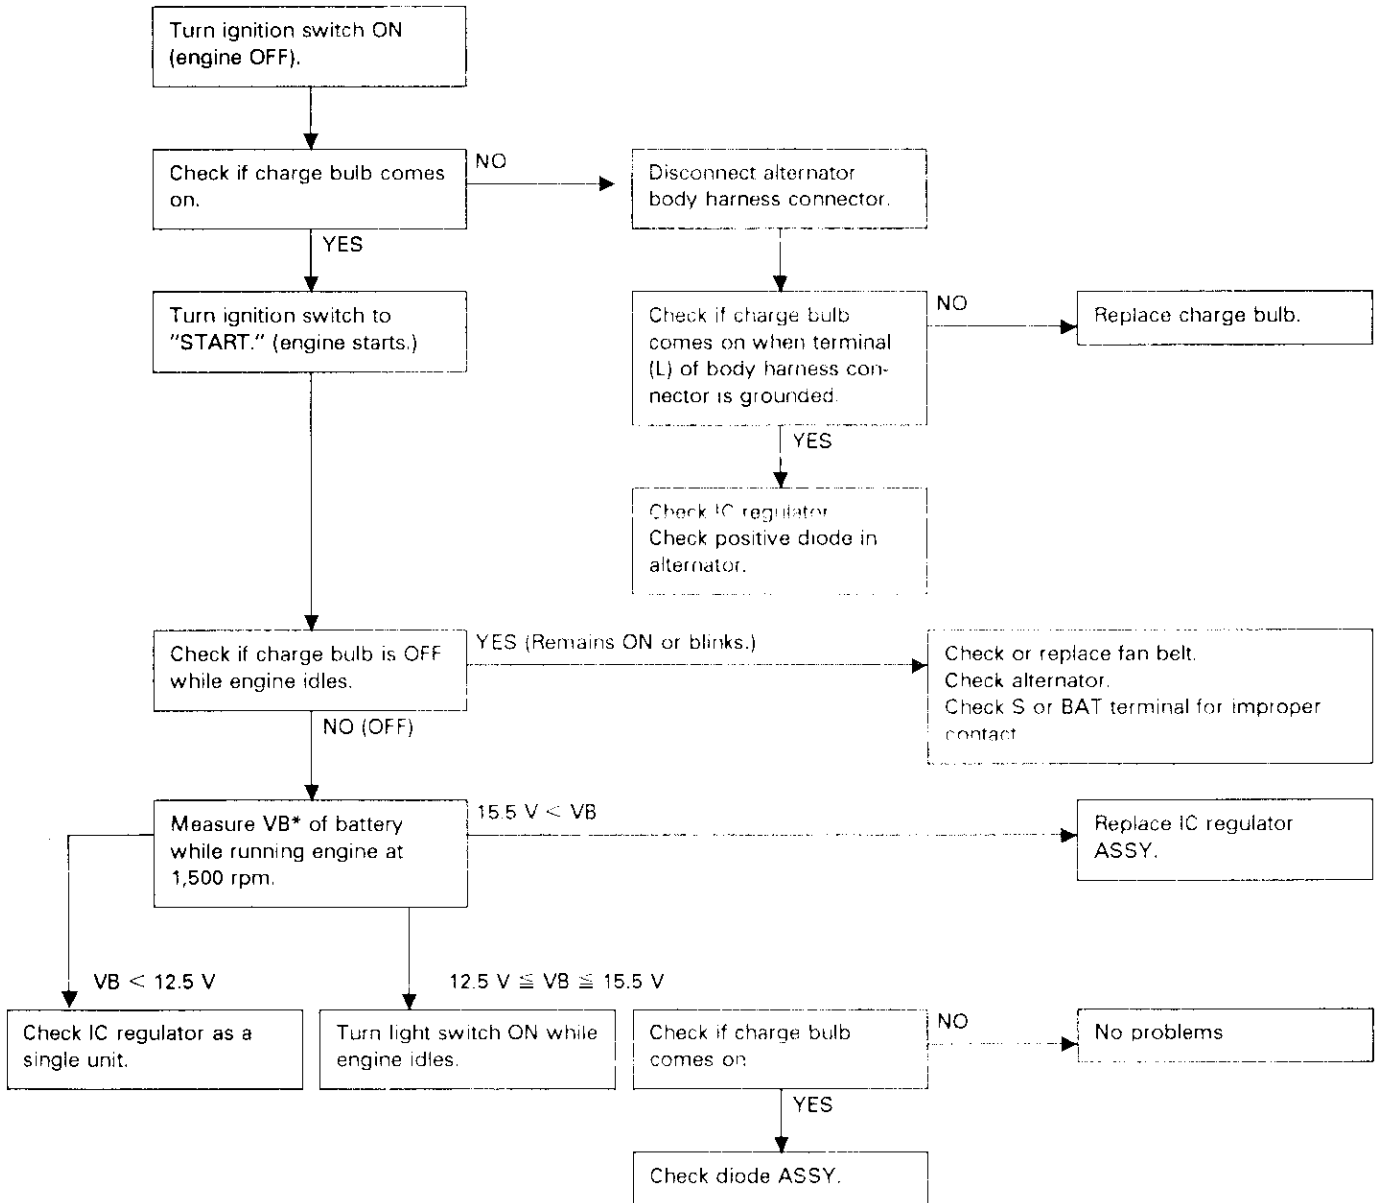 Turn ignition switch ON
(engine OFF).
Check if charge bulb comes
on.
NO
Disconnect alternator
body harness connector.
YES
Turn ignition switch to
"START." (engine starts.)
Check if charge bulb
comes on when terminal
(L) of body harness con-
nector is grounded.
NO
Replace charge bulb.
YES
Check IC regulator
Check positive diode in
alternator.
Check if charge bulb is OFF
while engine idles.
YES (Remains ON or blinks.)
Check or replace fan belt.
Check alternator.
Check S or BAT terminal for improper
contact
NO (OFF)
Measure VB* of battery
while running engine at
1,500 rpm.
15.5 V < VB
Replace IC regulator
ASSY.
VB < 12.5 V
12.5 V ≦ VB ≦ 15.5 V
Check IC regulator as a
single unit.
Turn light switch ON while
engine idles.
Check if charge bulb
comes on
NO
No problems
YES
Check diode ASSY.